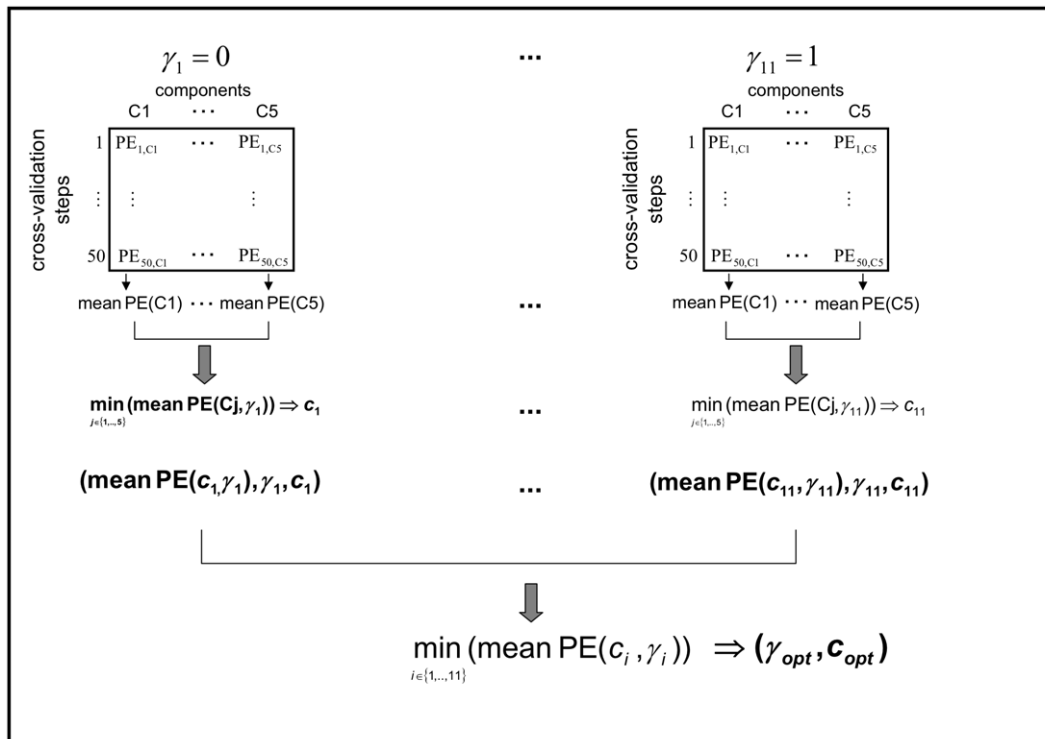 γ₁ = 0 ... γ₁₁ = 1
components components
C1 ··· C5 C1 ··· C5
cross-validation steps cross-validation steps
1 PE₁,C1 ··· PE₁,C5 1 PE₁,C1 ··· PE₁,C5
⋮ ⋮ ⋮ ⋮ ⋮ ⋮
50 PE₅₀,C1 ··· PE₅₀,C5 50 PE₅₀,C1 ··· PE₅₀,C5
mean PE(C1) ··· mean PE(C5) ... mean PE(C1) ··· mean PE(C5)
min (mean PE(Cj, γ₁)) ⇒ c₁ ... min (mean PE(Cj, γ₁₁)) ⇒ c₁₁
j∈{1,..,5} j∈{1,..,5}
(mean PE(c₁, γ₁), γ₁, c₁) ... (mean PE(c₁₁, γ₁₁), γ₁₁, c₁₁)
min (mean PE(cᵢ, γᵢ)) ⇒ (γopt, copt)
i∈{1,..,11}